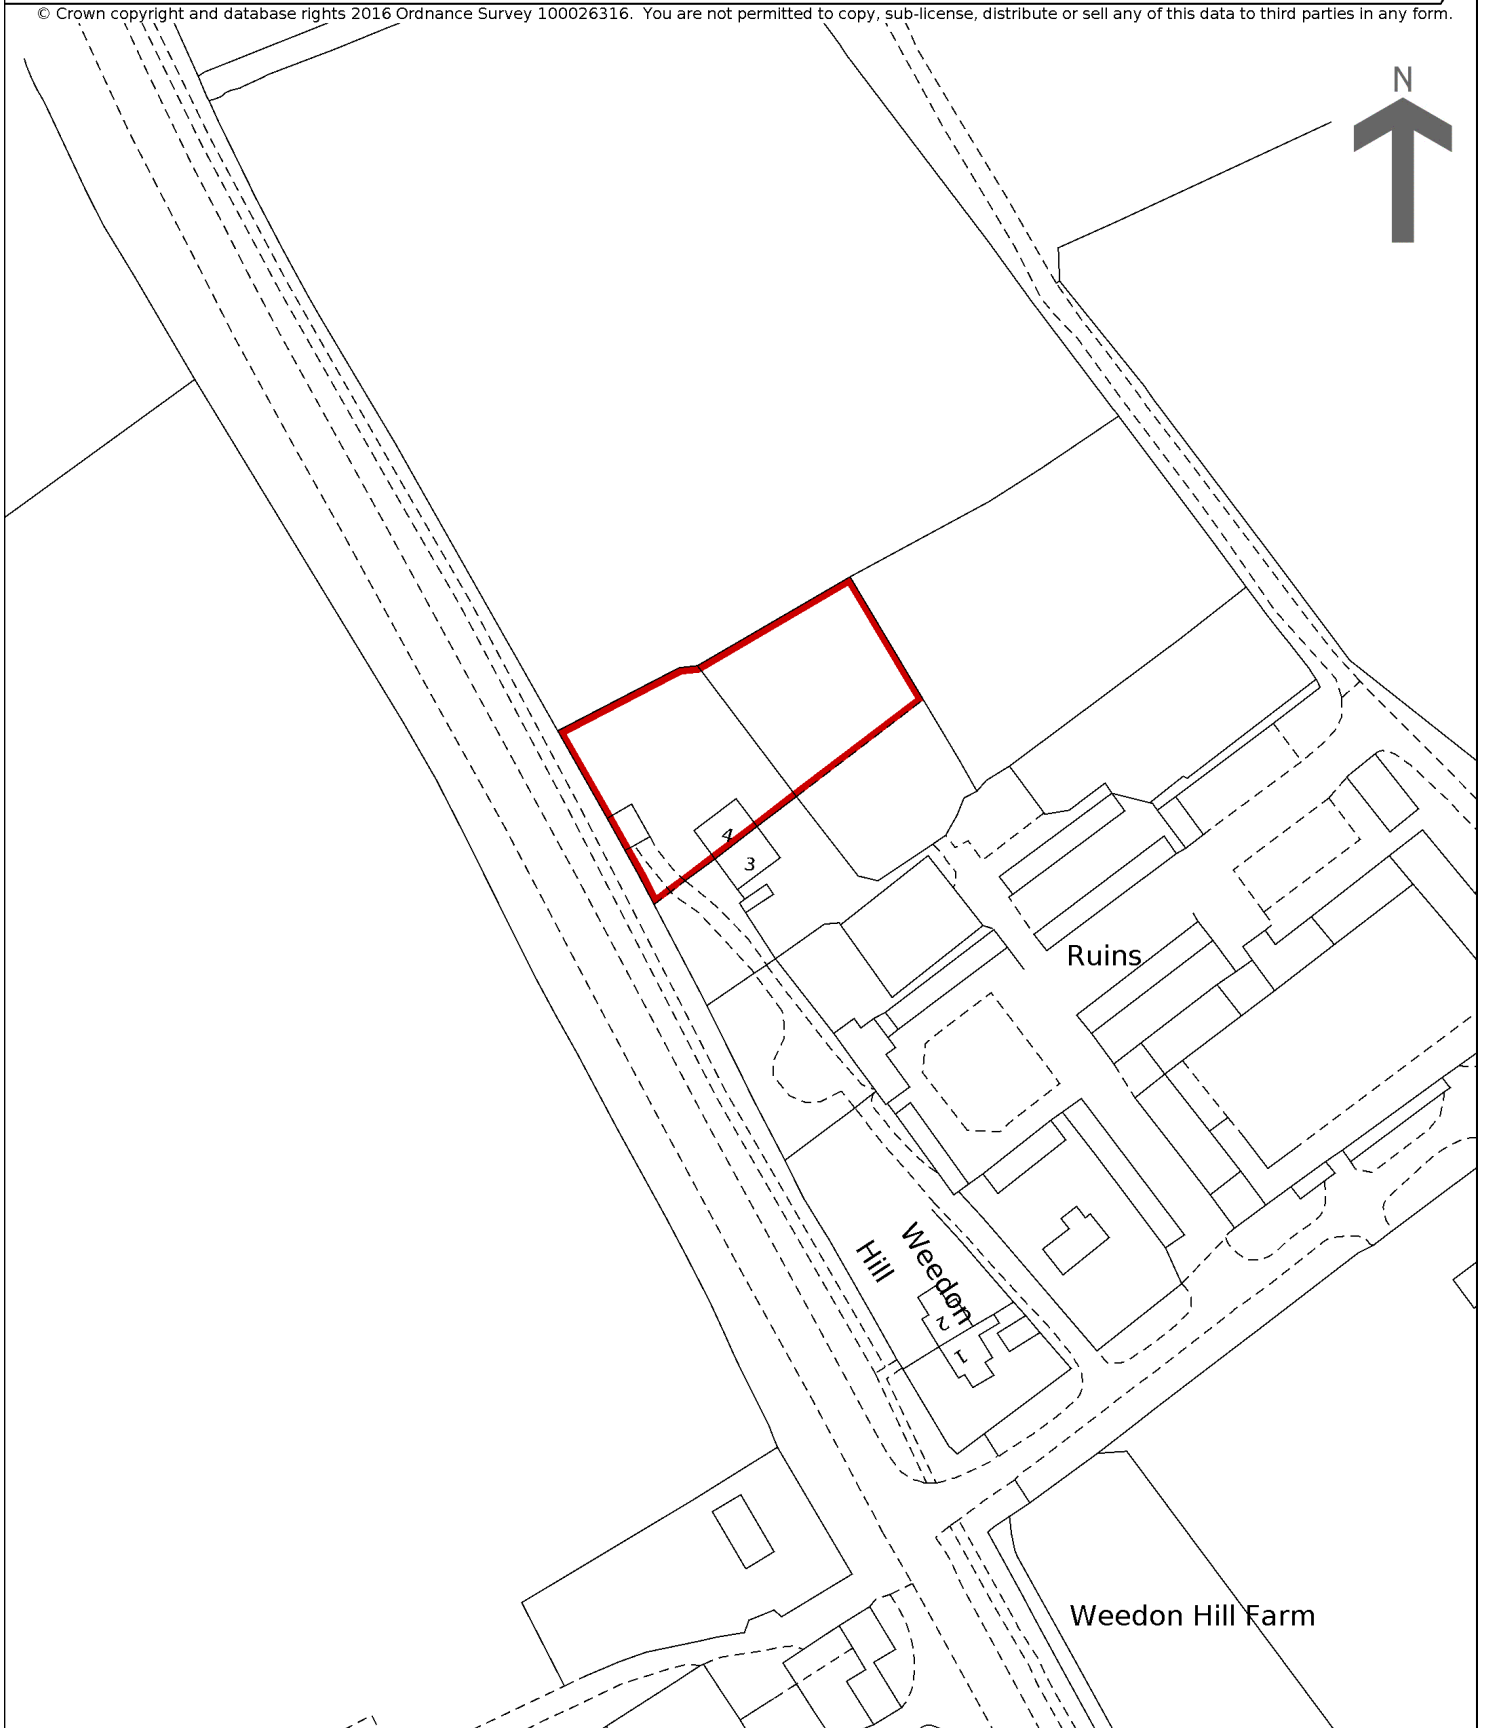 © Crown copyright and database rights 2016 Ordnance Survey 100026316. You are not permitted to copy, sub-license, distribute or sell any of this data to third parties in any form.
N
4
3
Ruins
Weedon
Hill
2
1
Weedon Hill Farm